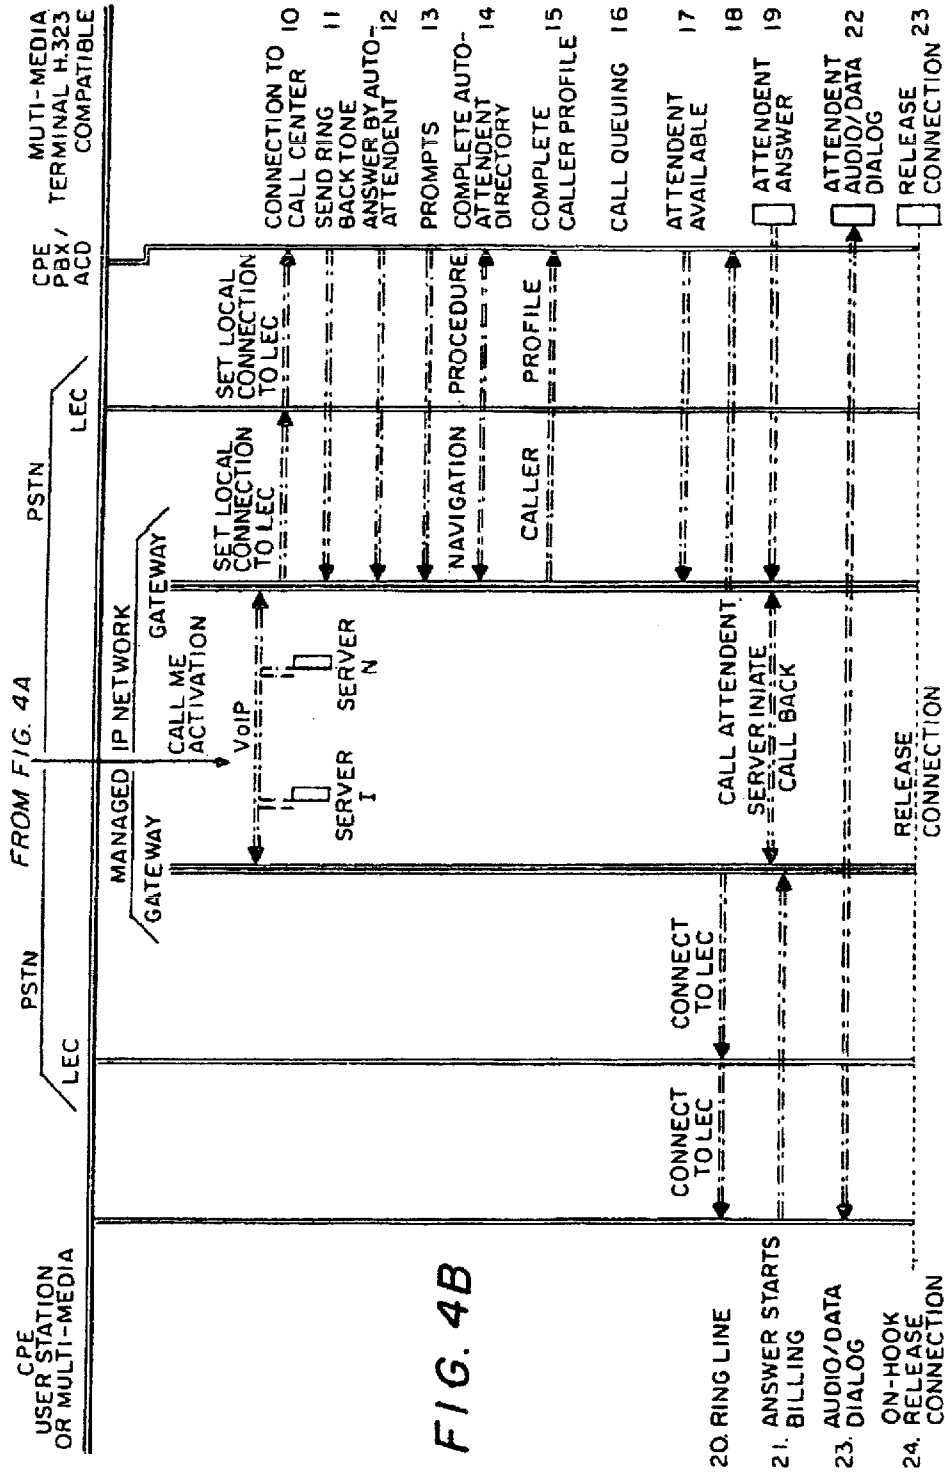 FROM FIG. 4A
PSTN
PSTN
CPE
USER STATION
OR MULTI-MEDIA
LEC
MANAGED IP NETWORK
GATEWAY
GATEWAY
LEC
CPE
PBX /
ACD
MUTI-MEDIA
TERMINAL H.323
COMPATIBLE
CALL ME
ACTIVATION
VoIP
SERVER
I
SERVER
N
SET LOCAL
CONNECTION
TO LEC
SET LOCAL
CONNECTION
TO LEC
CONNECTION TO
CALL CENTER 10
SEND RING
BACK TONE 11
ANSWER BY AUTO-
ATTENDENT 12
PROMPTS 13
NAVIGATION PROCEDURE
COMPLETE AUTO-
ATTENDENT 14
DIRECTORY
CALLER PROFILE
COMPLETE
CALLER PROFILE 15
CALL QUEUING 16
ATTENDENT
AVAILABLE 17
CALL ATTENDENT
18
SERVER INIATE
CALL BACK
ATTENDENT
ANSWER 19
CONNECT
TO LEC
CONNECT
TO LEC
20. RING LINE
21. ANSWER STARTS
BILLING
ATTENDENT
AUDIO/DATA
DIALOG 22
23. AUDIO/DATA
DIALOG
RELEASE
CONNECTION
RELEASE
CONNECTION 23
ON-HOOK
24. RELEASE
CONNECTION
FIG. 4B